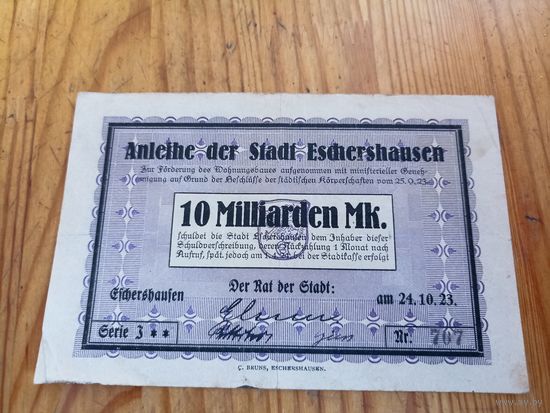 Anleihe der Stadt Eschershausen
Zur Förderung des Wohnungsbaues aufgenommen mit ministerieller Geneh-
migung auf Grund der Beschlüsse der städtischen Körperschaften vom 25.9.23
10 Milliarden Mk.
schuldet die Stadt Eschershausen dem Inhaber dieser
Schuldverschreibung, deren Rückzahlung 1 Monat nach
Aufruf, spät. jedoch am 1.4.24 bei der Stadtkasse erfolgt
Der Rat der Stadt:
Eschershausen
am 24.10.23.
Serie J **
Nr. 707
C. BRUNS, ESCHERSHAUSEN.
www.ay.by